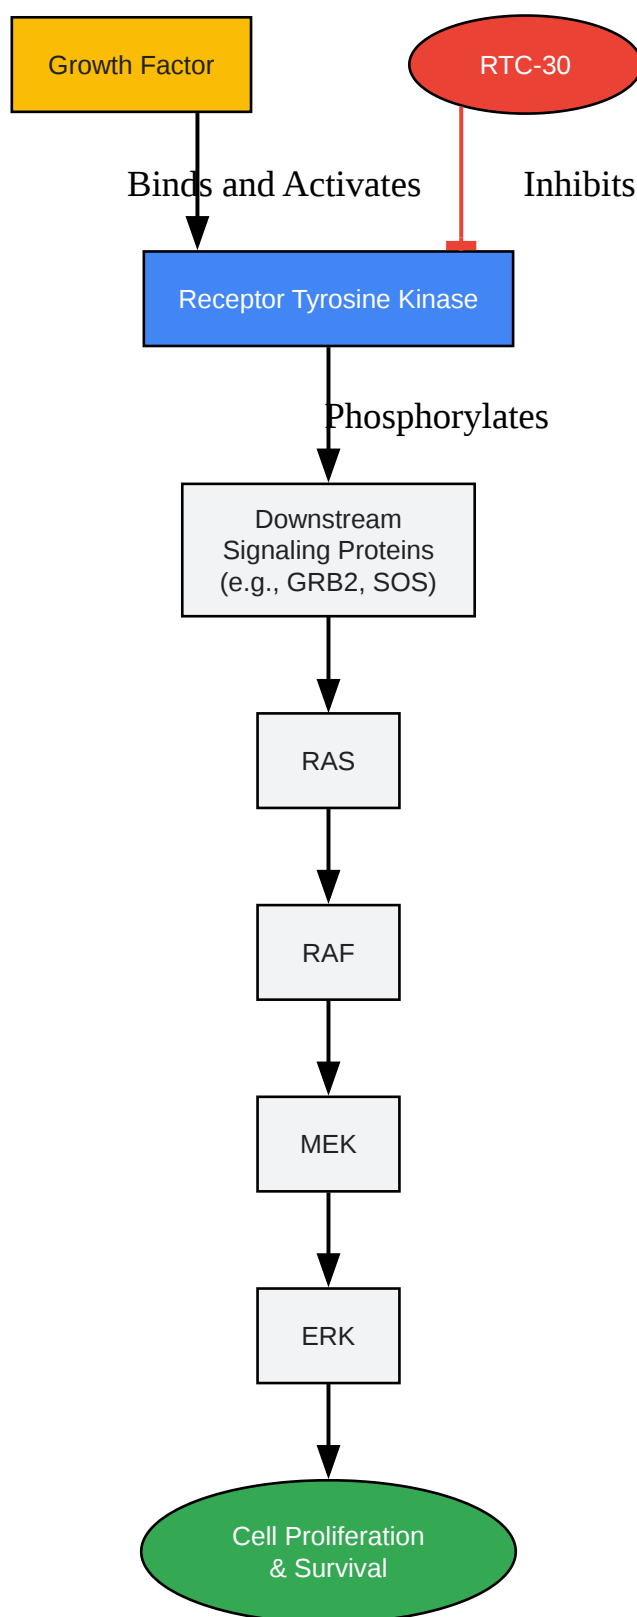 Growth Factor
RTC-30
Binds and Activates
Inhibits
Receptor Tyrosine Kinase
Phosphorylates
Downstream
Signaling Proteins
(e.g., GRB2, SOS)
RAS
RAF
MEK
ERK
Cell Proliferation
& Survival